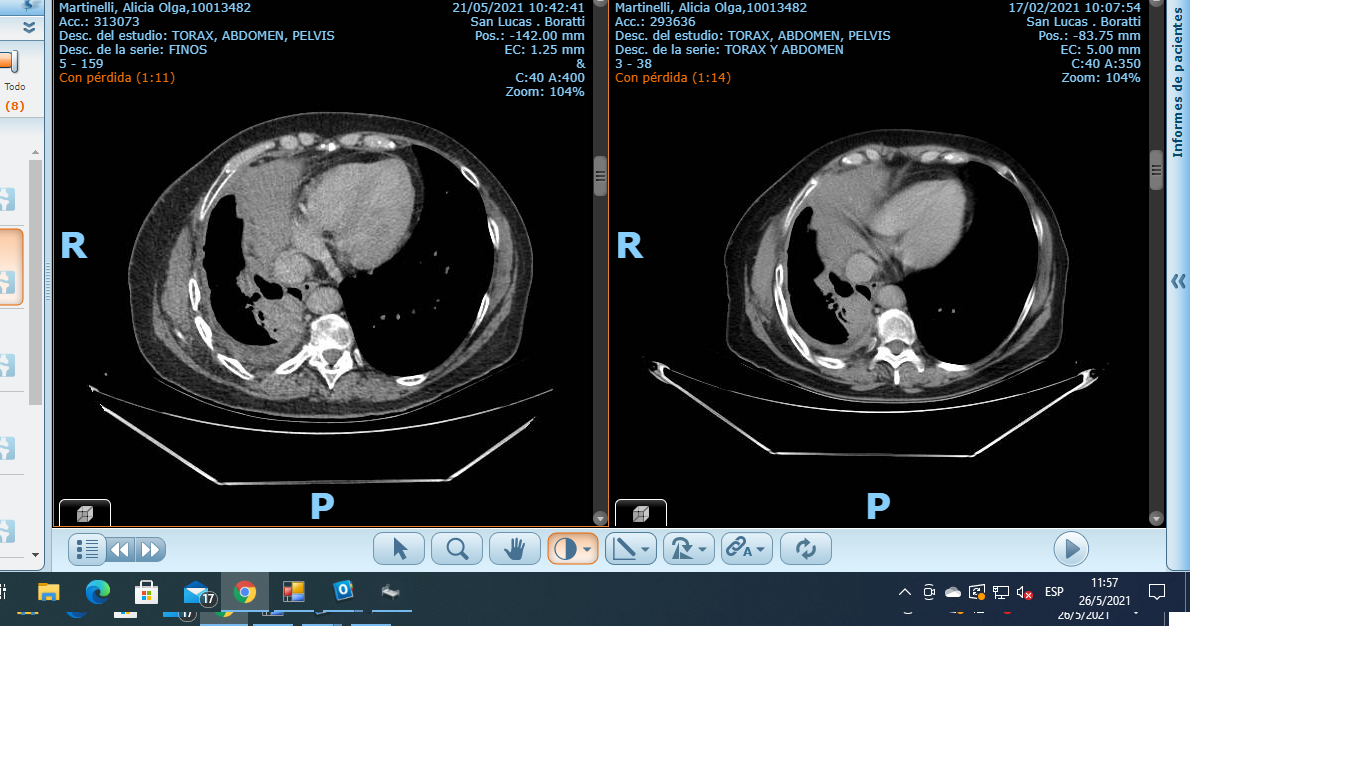 Martinelli, Alicia Olga,10013482
Acc.: 313073
Desc. del estudio: TORAX, ABDOMEN, PELVIS
Desc. de la serie: FINOS
5 - 159
Con pérdida (1:11)
21/05/2021 10:42:41
San Lucas . Boratti
Pos.: -142.00 mm
EC: 1.25 mm
&
C:40 A:400
Zoom: 104%
R
P
Martinelli, Alicia Olga,10013482
Acc.: 293636
Desc. del estudio: TORAX, ABDOMEN, PELVIS
Desc. de la serie: TORAX Y ABDOMEN
3 - 38
Con pérdida (1:14)
17/02/2021 10:07:54
San Lucas . Boratti
Pos.: -83.75 mm
EC: 5.00 mm
C:40 A:350
Zoom: 104%
R
P
Todo
(8)
Informes de pacientes
A
17
O
ESP
11:57
26/5/2021
17
26/5/2021